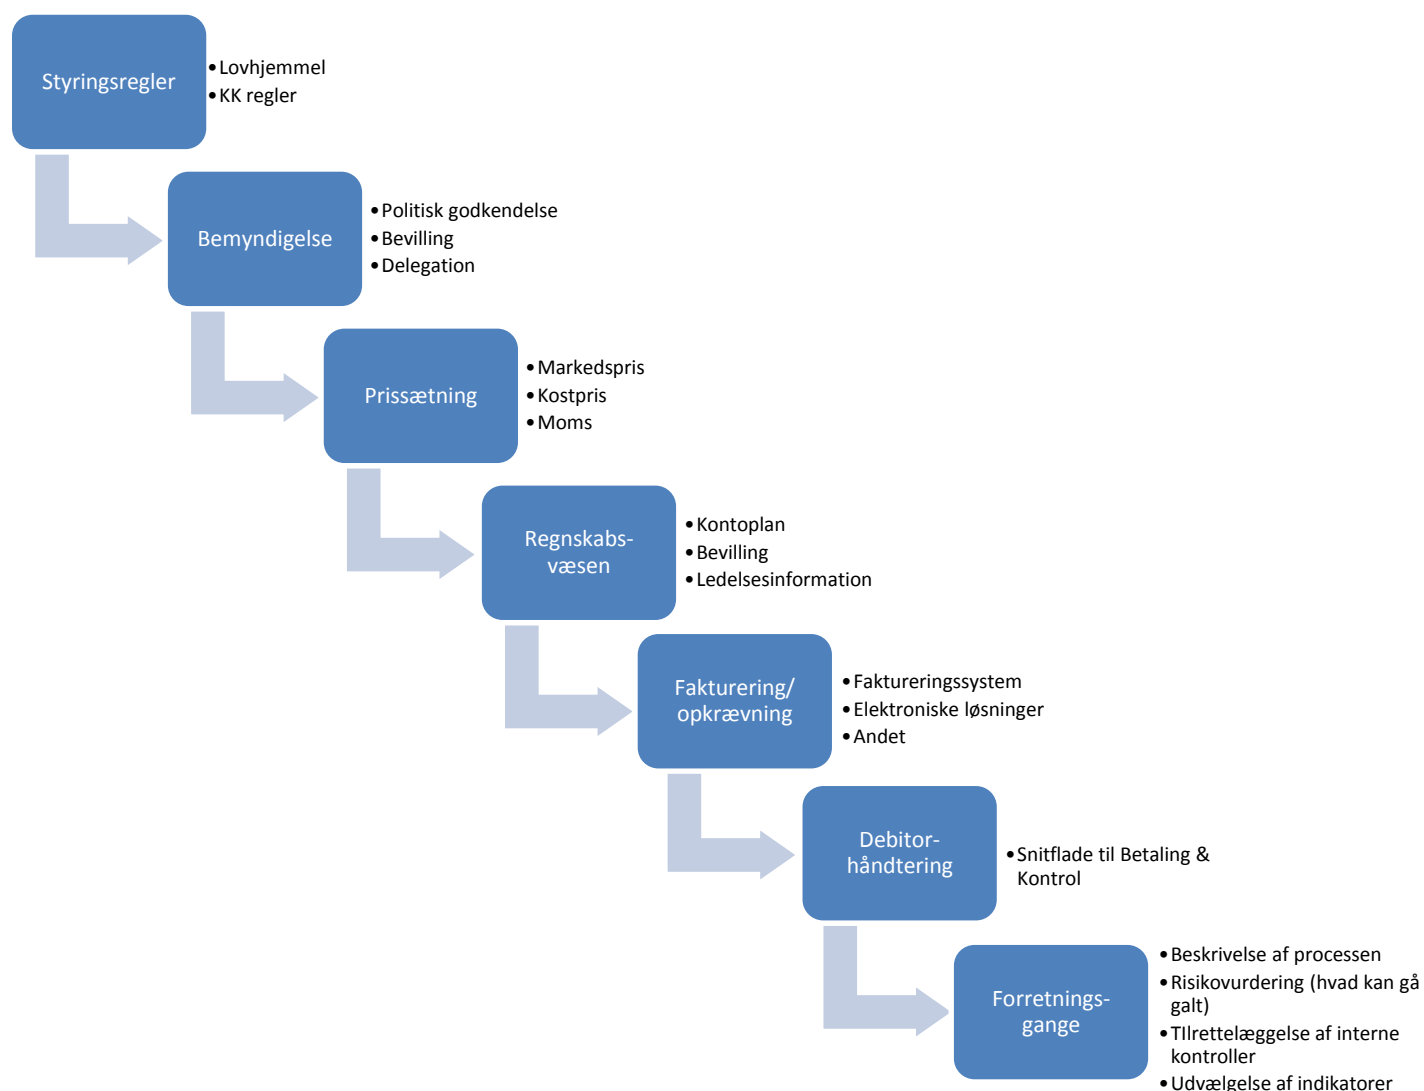 Styringsregler
•Lovhjemmel
•KK regler
Bemyndigelse
•Politisk godkendelse
•Bevilling
•Delegation
Prissætning
•Markedspris
•Kostpris
•Moms
Regnskabs-
væsen
•Kontoplan
•Bevilling
•Ledelsesinformation
Fakturering/
opkrævning
•Faktureringssystem
•Elektroniske løsninger
•Andet
Debitor-
håndtering
•Snitflade til Betaling &
Kontrol
Forretnings-
gange
•Beskrivelse af processen
•Risikovurdering (hvad kan gå
galt)
•TIlrettelæggelse af interne
kontroller
•Udvælgelse af indikatorer